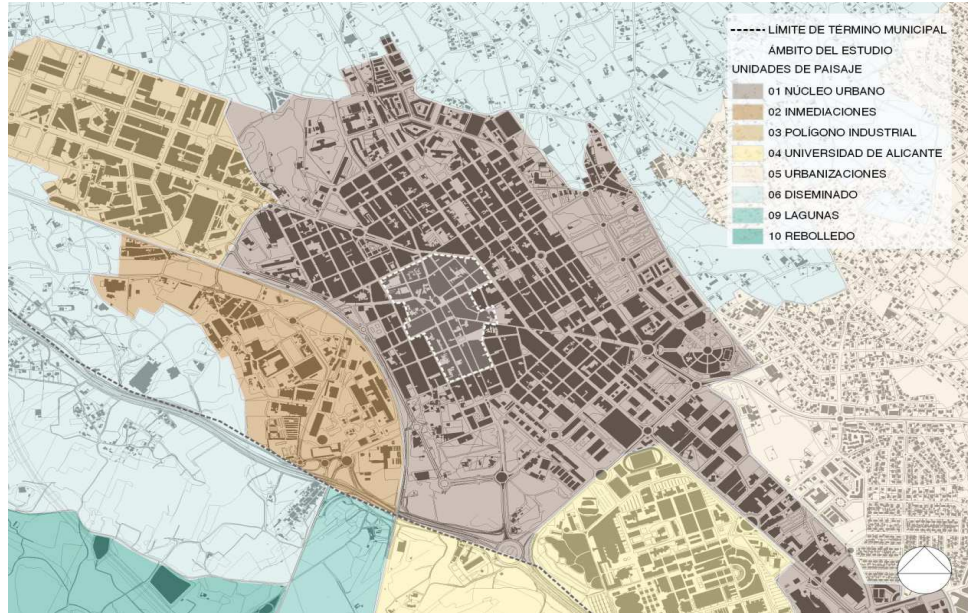 LÍMITE DE TÉRMINO MUNICIPAL
ÁMBITO DEL ESTUDIO
UNIDADES DE PAISAJE
01 NÚCLEO URBANO
02 INMEDIACIONES
03 POLÍGONO INDUSTRIAL
04 UNIVERSIDAD DE ALICANTE
05 URBANIZACIONES
06 DISEMINADO
09 LAGUNAS
10 REBOLLEDO